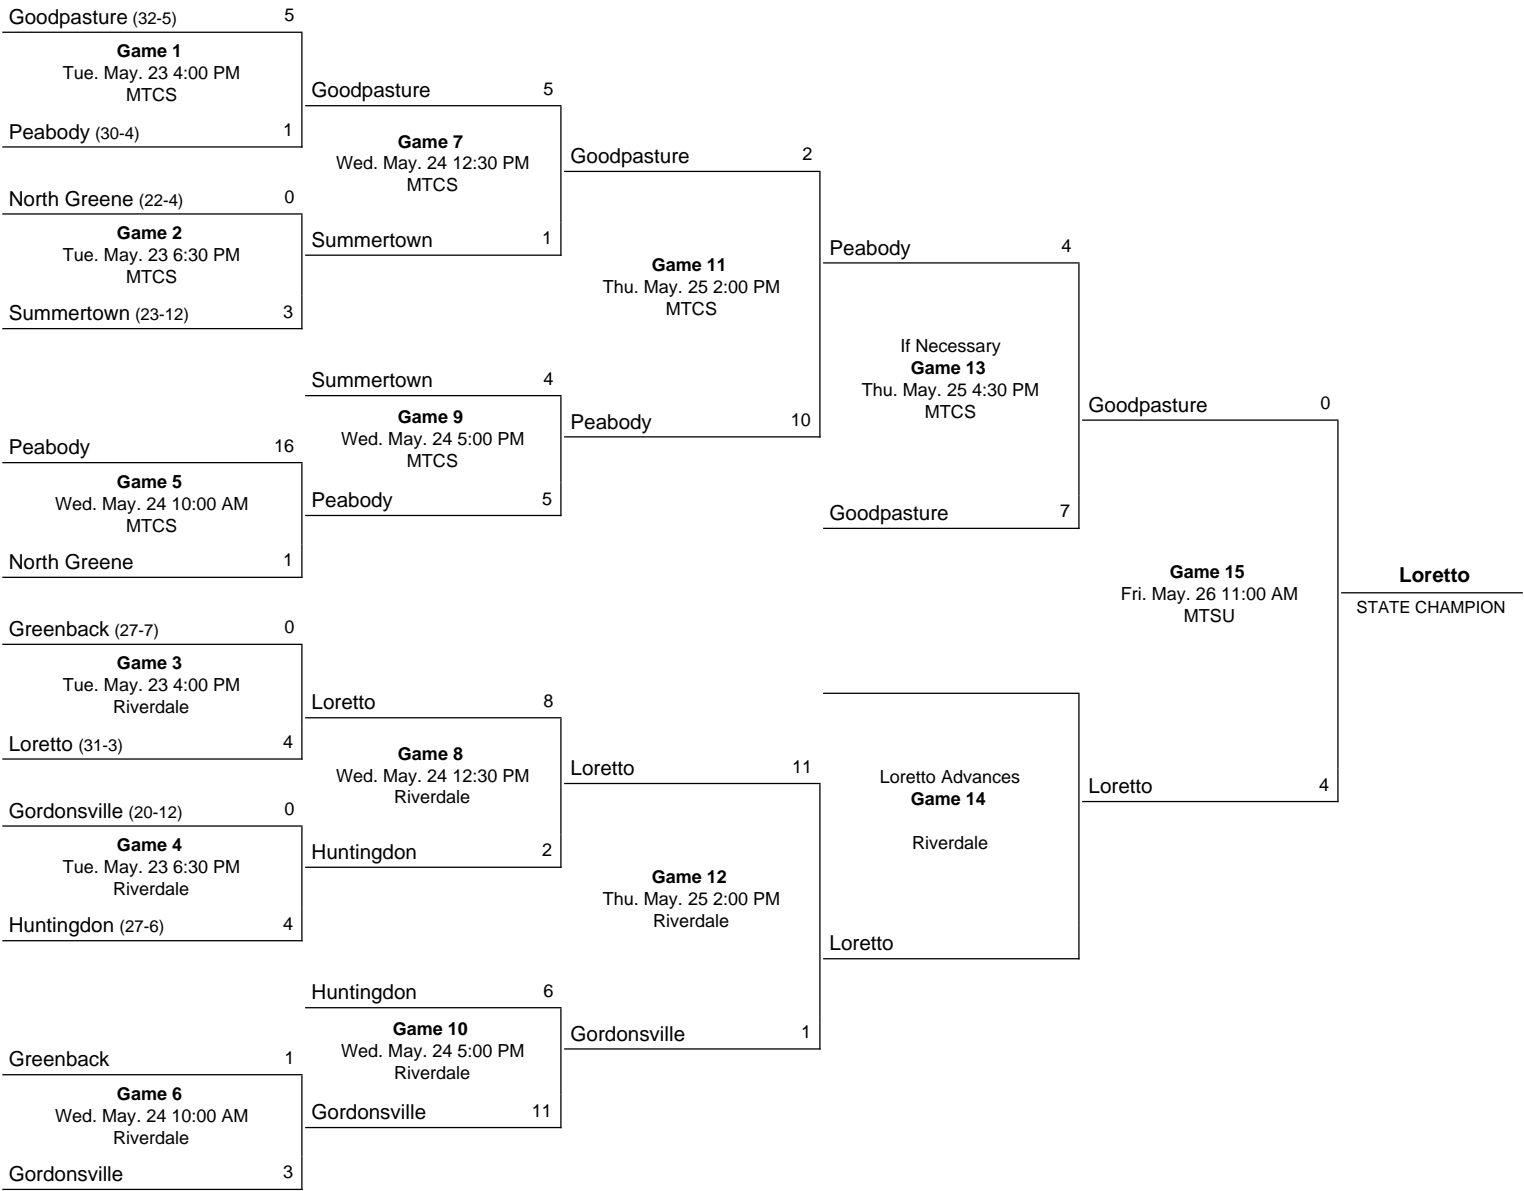 Goodpasture (32-5) 5
Game 1
Tue. May. 23 4:00 PM
MTCS
Peabody (30-4) 1
North Greene (22-4) 0
Game 2
Tue. May. 23 6:30 PM
MTCS
Summertown (23-12) 3
Peabody 16
Game 5
Wed. May. 24 10:00 AM
MTCS
North Greene 1
Greenback (27-7) 0
Game 3
Tue. May. 23 4:00 PM
Riverdale
Loretto (31-3) 4
Gordonsville (20-12) 0
Game 4
Tue. May. 23 6:30 PM
Riverdale
Huntingdon (27-6) 4
Greenback 1
Game 6
Wed. May. 24 10:00 AM
Riverdale
Gordonsville 3
Goodpasture 5
Game 7
Wed. May. 24 12:30 PM
MTCS
Summertown 1
Summertown 4
Game 9
Wed. May. 24 5:00 PM
MTCS
Peabody 5
Loretto 8
Game 8
Wed. May. 24 12:30 PM
Riverdale
Huntingdon 2
Huntingdon 6
Game 10
Wed. May. 24 5:00 PM
Riverdale
Gordonsville 11
Goodpasture 2
Game 11
Thu. May. 25 2:00 PM
MTCS
Peabody 10
Loretto 11
Game 12
Thu. May. 25 2:00 PM
Riverdale
Gordonsville 1
Peabody 4
If Necessary
Game 13
Thu. May. 25 4:30 PM
MTCS
Goodpasture 7
Loretto Advances
Game 14
Riverdale
Loretto
Goodpasture 0
Game 15
Fri. May. 26 11:00 AM
MTSU
Loretto 4
Loretto
STATE CHAMPION